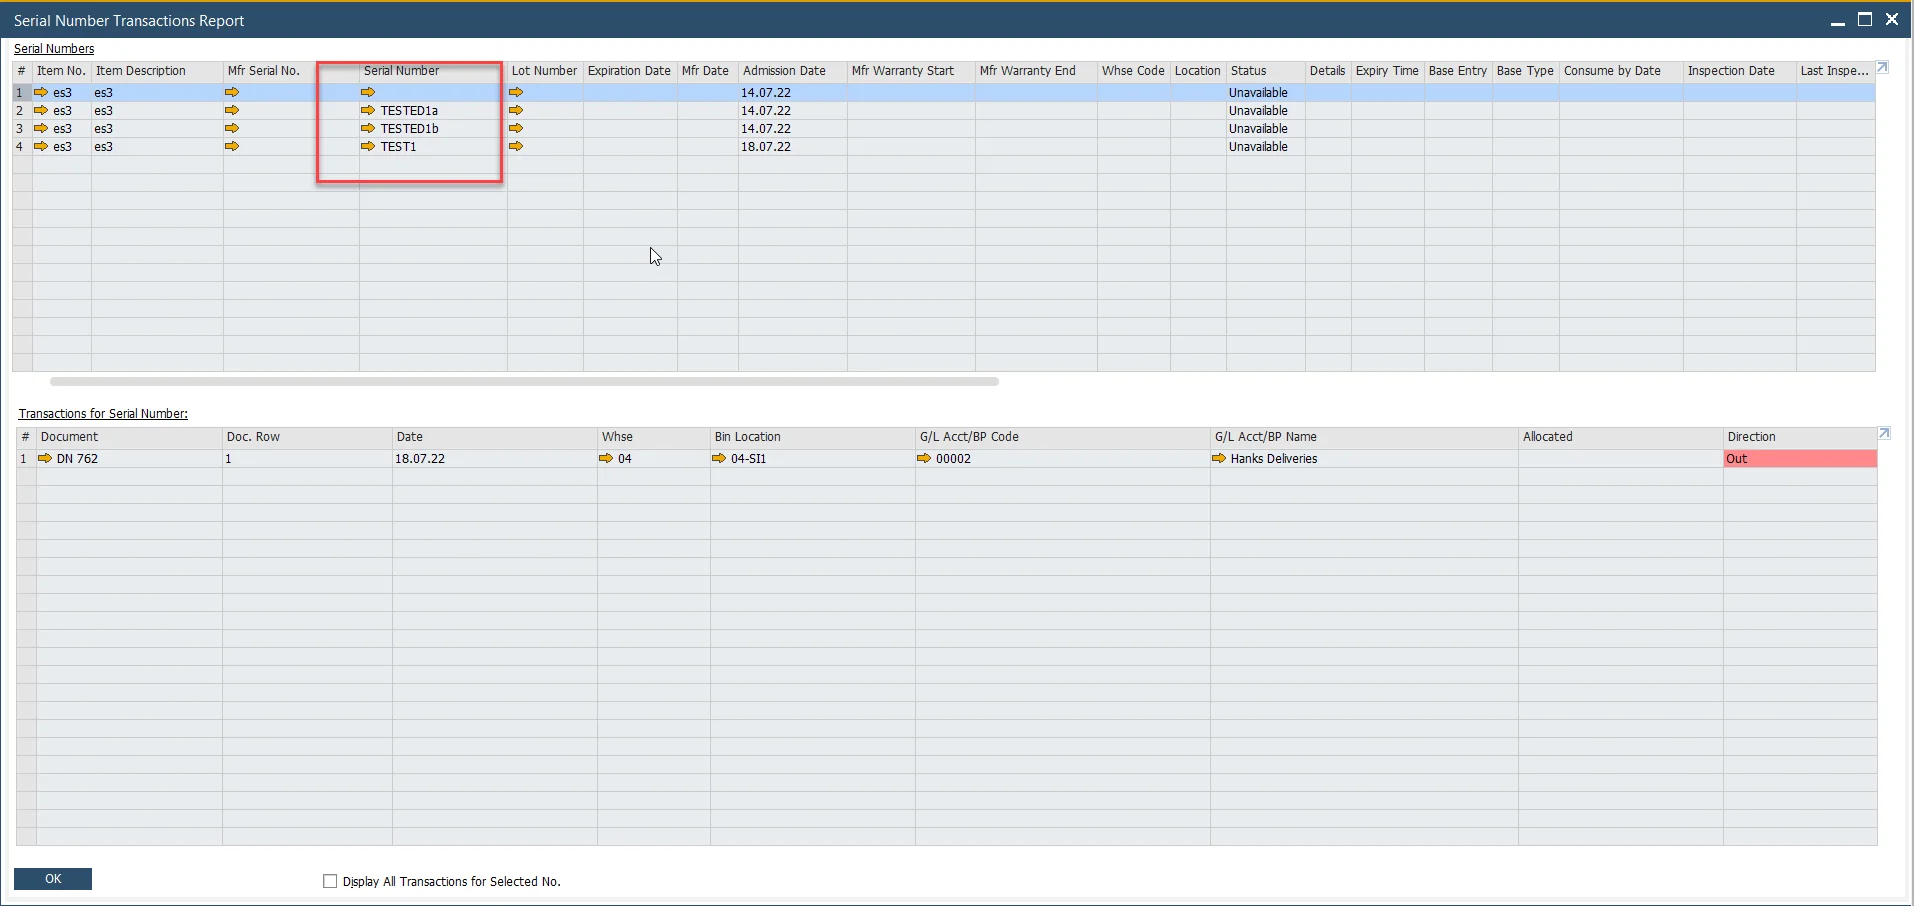 Serial Number Transactions Report
Serial Numbers
# Item No. Item Description Mfr Serial No. Serial Number Lot Number Expiration Date Mfr Date Admission Date Mfr Warranty Start Mfr Warranty End Whse Code Location Status Details Expiry Time Base Entry Base Type Consume by Date Inspection Date Last Inspe...
1 es3 es3 14.07.22 Unavailable
2 es3 es3 TESTED1a 14.07.22 Unavailable
3 es3 es3 TESTED1b 14.07.22 Unavailable
4 es3 es3 TEST1 18.07.22 Unavailable
Transactions for Serial Number:
# Document Doc. Row Date Whse Bin Location G/L Acct/BP Code G/L Acct/BP Name Allocated Direction
1 DN 762 1 18.07.22 04 04-SI1 00002 Hanks Deliveries Out
OK Display All Transactions for Selected No.